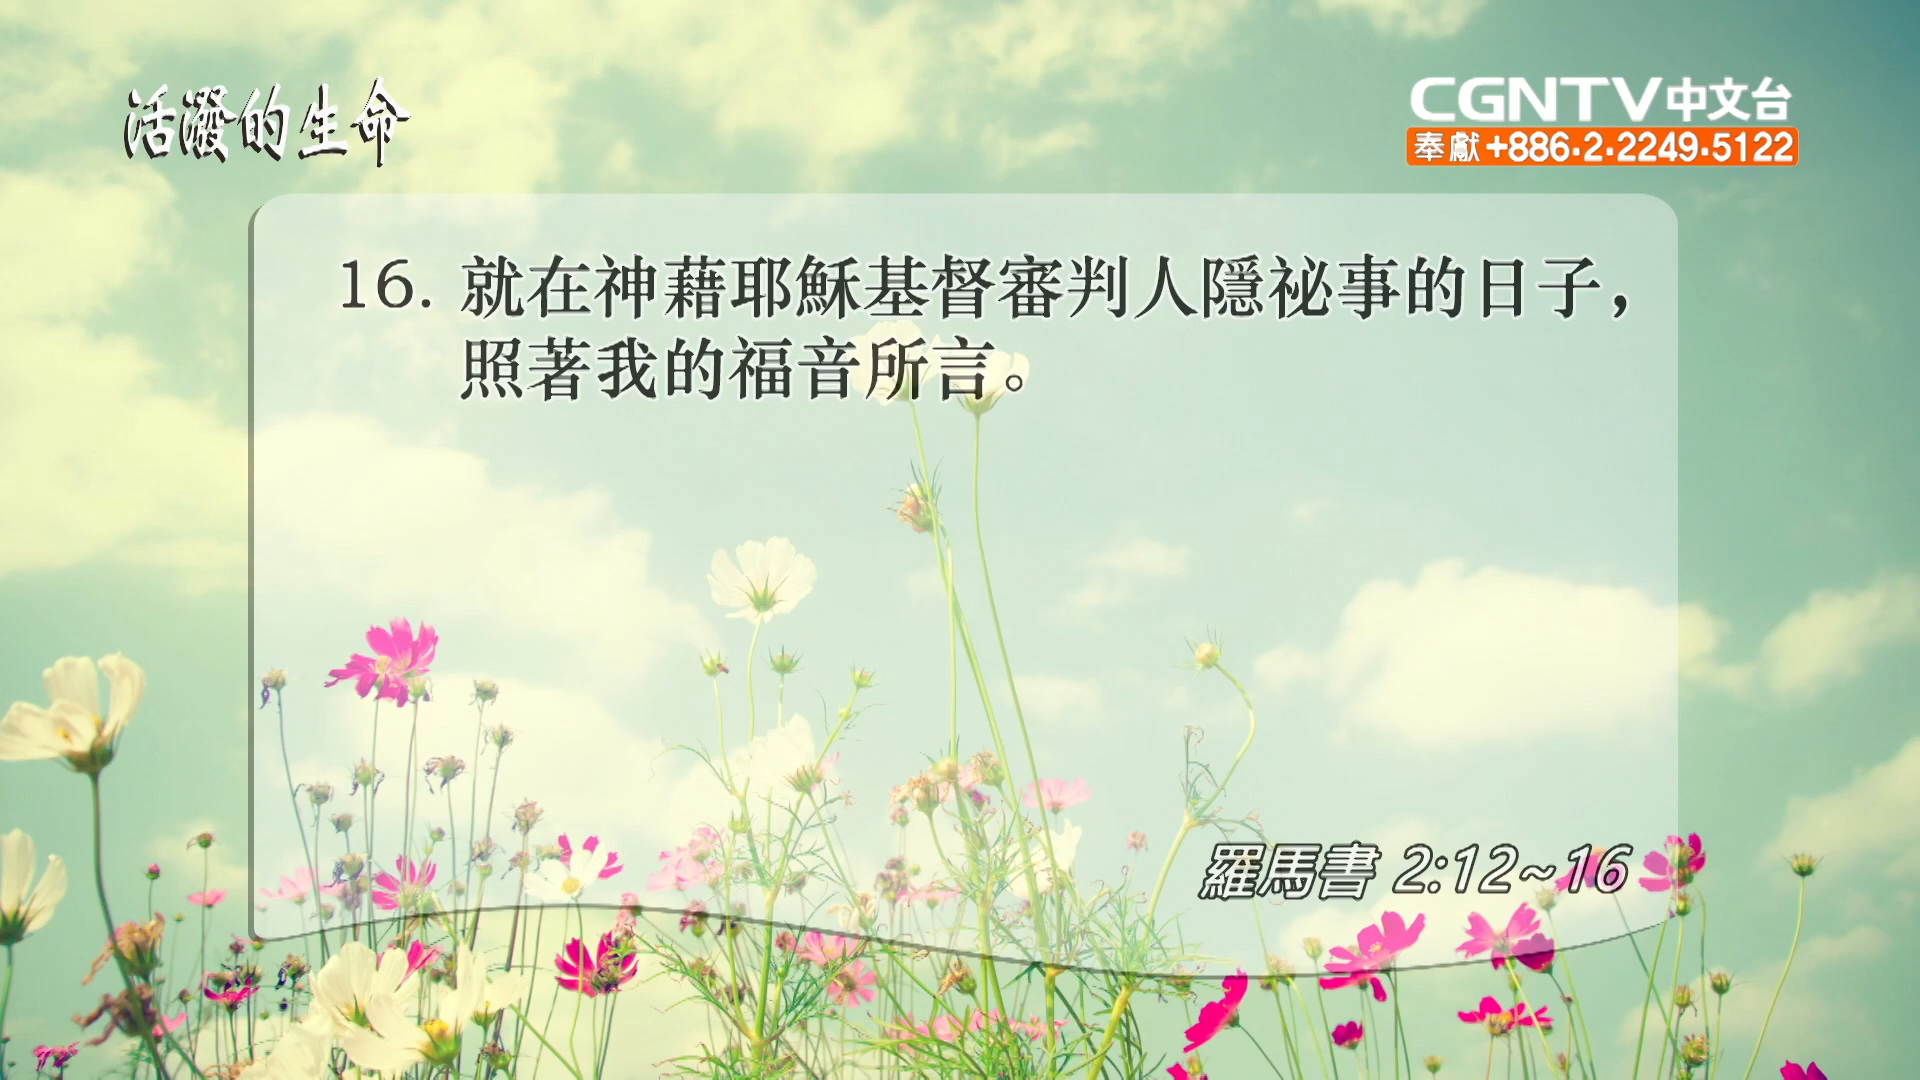 活潑的生命
CGNTV中文台
奉獻+886·2·2249·5122
16. 就在神藉耶穌基督審判人隱祕事的日子，
照著我的福音所言。
羅馬書 2:12~16